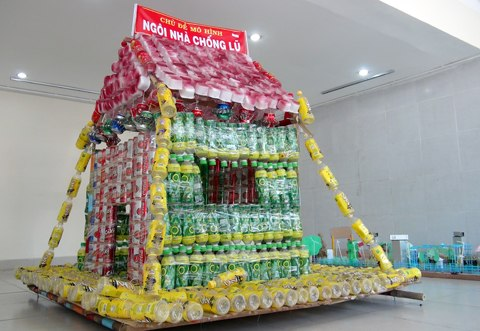 CHỦ ĐỀ MÔ HÌNH
NGÔI NHÀ CHỐNG LŨ